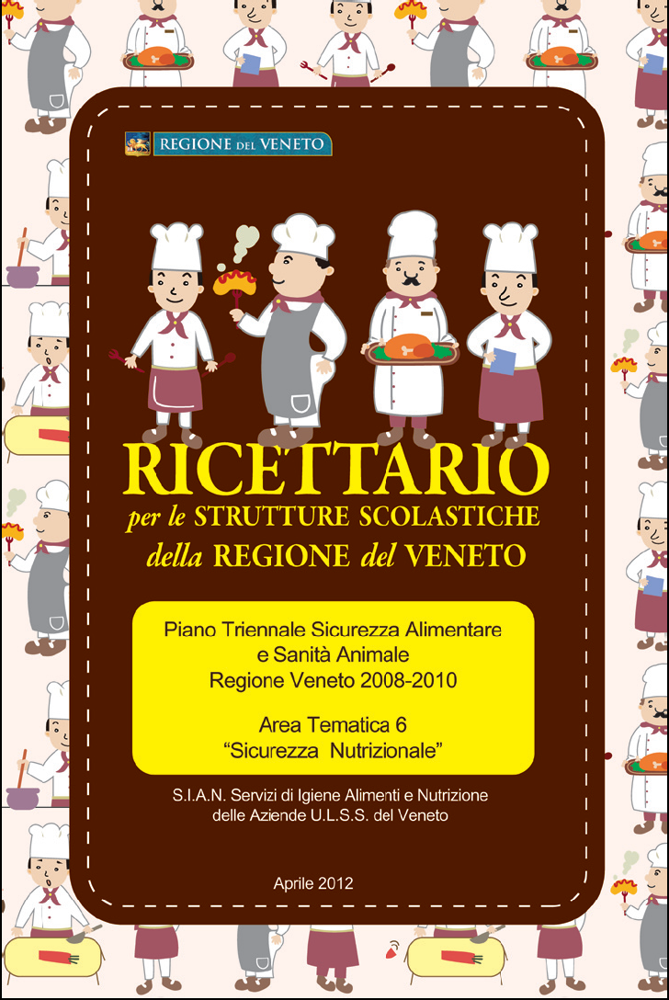 REGIONE DEL VENETO
RICETTARIO
per le STRUTTURE SCOLASTICHE
della REGIONE del VENETO
Piano Triennale Sicurezza Alimentare
e Sanità Animale
Regione Veneto 2008-2010
Area Tematica 6
“Sicurezza Nutrizionale”
S.I.A.N. Servizi di Igiene Alimenti e Nutrizione
delle Aziende U.L.S.S. del Veneto
Aprile 2012